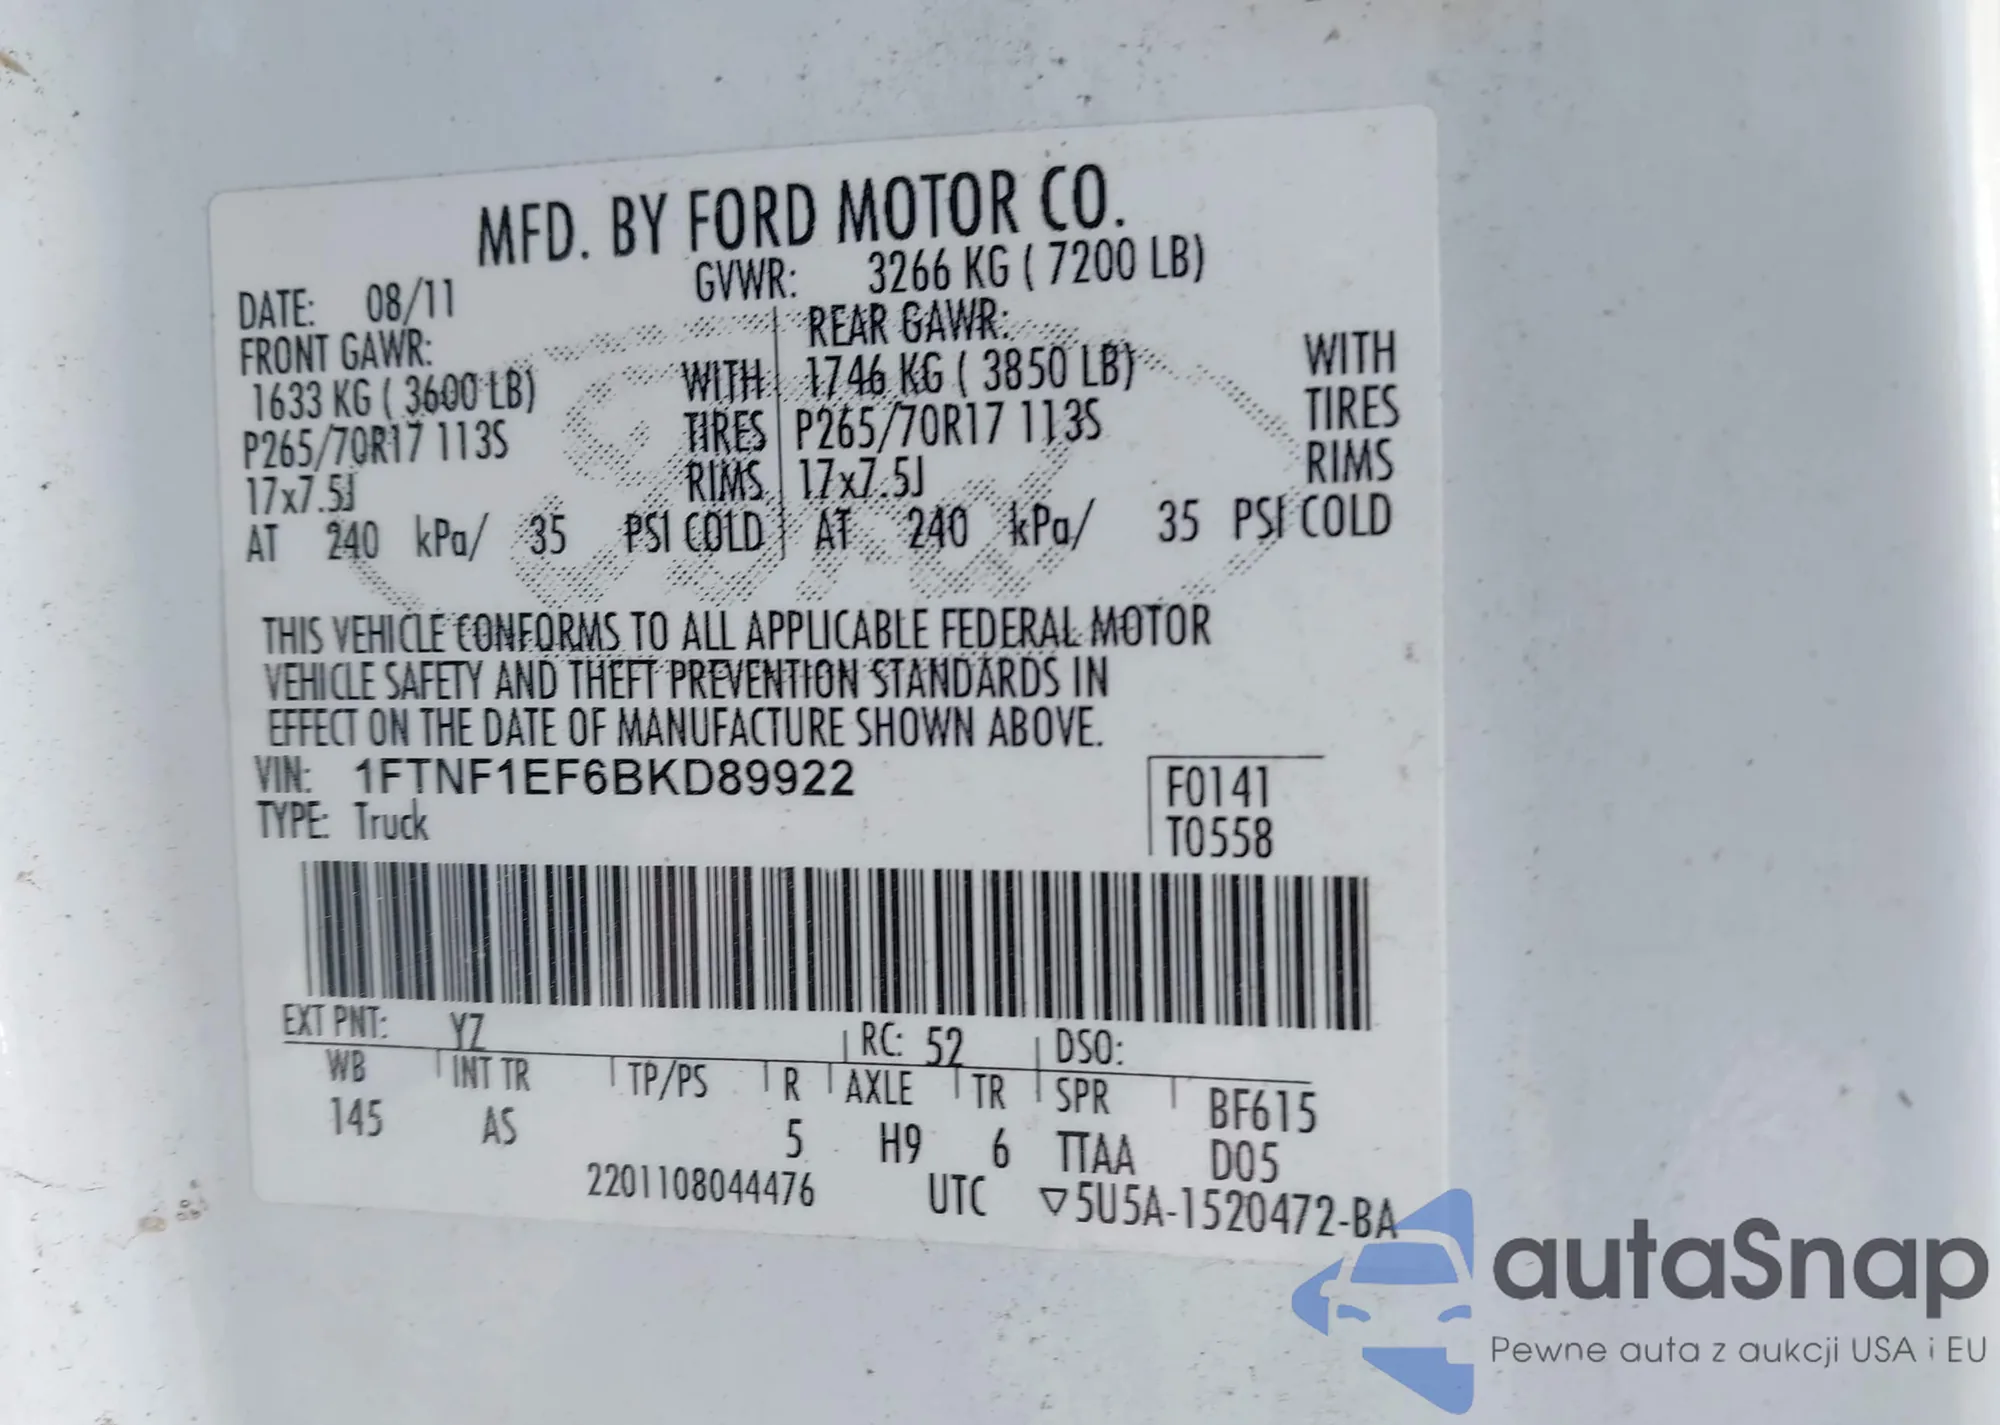 MFD. BY FORD MOTOR CO.
DATE: 08/11 GVWR: 3266 KG ( 7200 LB)
FRONT GAWR: REAR GAWR:
1633 KG ( 3600 LB) WITH 1746 KG ( 3850 LB) WITH
P265/70R17 113S TIRES P265/70R17 113S TIRES
17x7.5J RIMS 17x7.5J RIMS
AT 240 kPa/ 35 PSI COLD AT 240 kPa/ 35 PSI COLD
THIS VEHICLE CONFORMS TO ALL APPLICABLE FEDERAL MOTOR
VEHICLE SAFETY AND THEFT PREVENTION STANDARDS IN
EFFECT ON THE DATE OF MANUFACTURE SHOWN ABOVE.
VIN: 1FTNF1EF6BKD89922 F0141
TYPE: Truck T0558
EXT PNT: YZ RC: 52 DSO:
WB INT TR TP/PS R AXLE TR SPR BF615
145 AS 5 H9 6 TTAA D05
2201108044476 UTC ▽5U5A-1520472-BA
autaSnap
Pewne auta z aukcji USA i EU